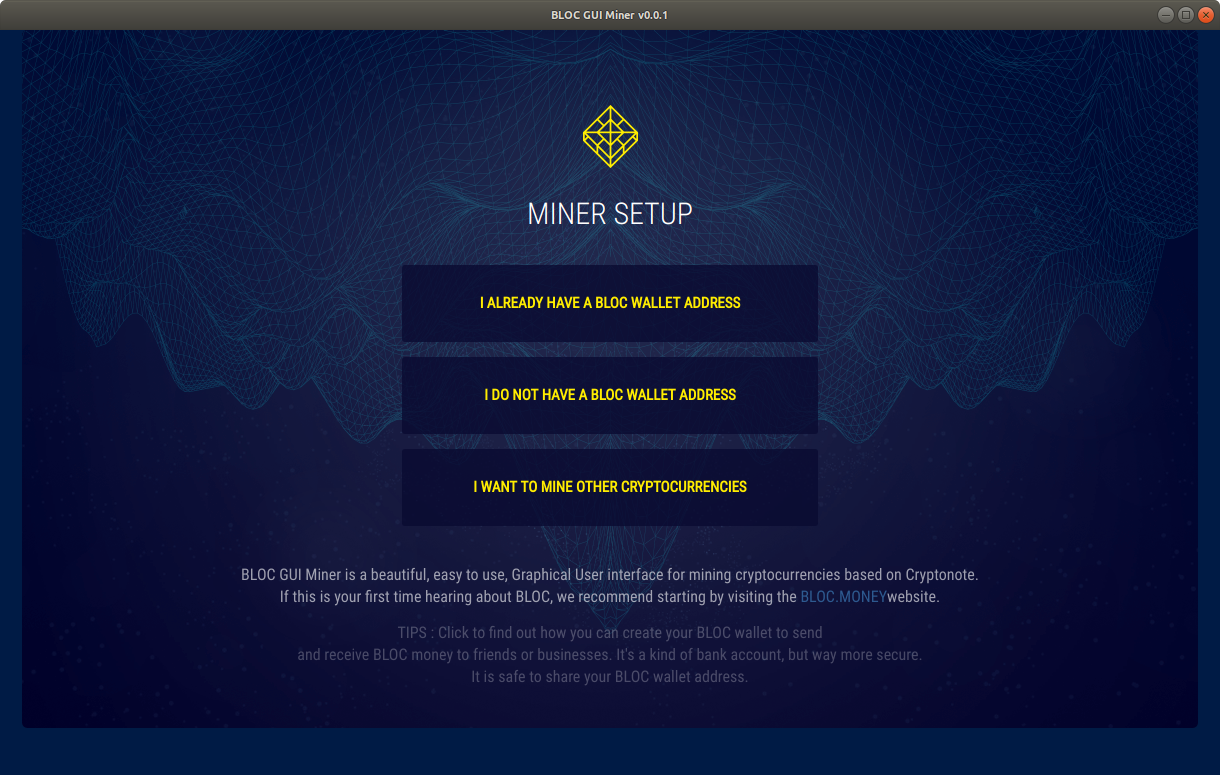 BLOC GUI Miner v0.0.1
MINER SETUP
I ALREADY HAVE A BLOC WALLET ADDRESS
I DO NOT HAVE A BLOC WALLET ADDRESS
I WANT TO MINE OTHER CRYPTOCURRENCIES
BLOC GUI Miner is a beautiful, easy to use, Graphical User interface for mining cryptocurrencies based on Cryptonote.
If this is your first time hearing about BLOC, we recommend starting by visiting the BLOC.MONEYwebsite.
TIPS : Click to find out how you can create your BLOC wallet to send
and receive BLOC money to friends or businesses. It's a kind of bank account, but way more secure.
It is safe to share your BLOC wallet address.